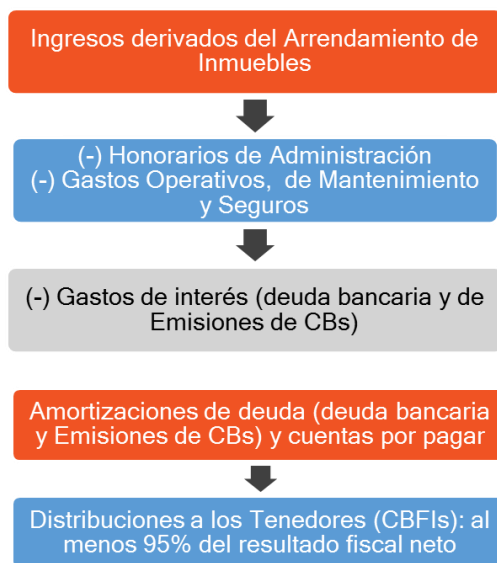 Ingresos derivados del Arrendamiento de
Inmuebles
(-) Honorarios de Administración
(-) Gastos Operativos, de Mantenimiento
y Seguros
(-) Gastos de interés (deuda bancaria y de
Emisiones de CBs)
Amortizaciones de deuda (deuda bancaria
y Emisiones de CBs) y cuentas por pagar
Distribuciones a los Tenedores (CBFIs): al
menos 95% del resultado fiscal neto